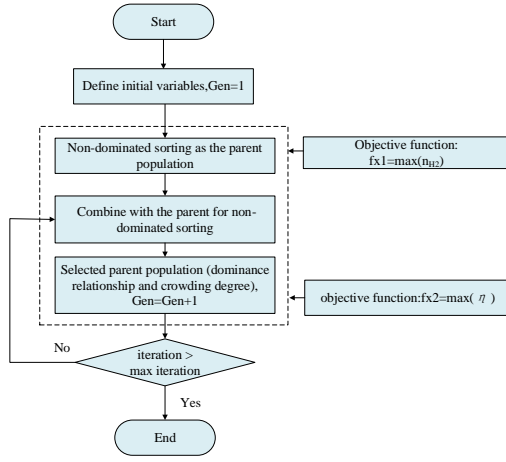 Start
Define initial variables,Gen=1
Non-dominated sorting as the parent
population
Objective function:
fx1=max(nH2)
Combine with the parent for non-
dominated sorting
Selected parent population (dominance
relationship and crowding degree),
Gen=Gen+1
objective function:fx2=max( η )
No
iteration >
max iteration
Yes
End